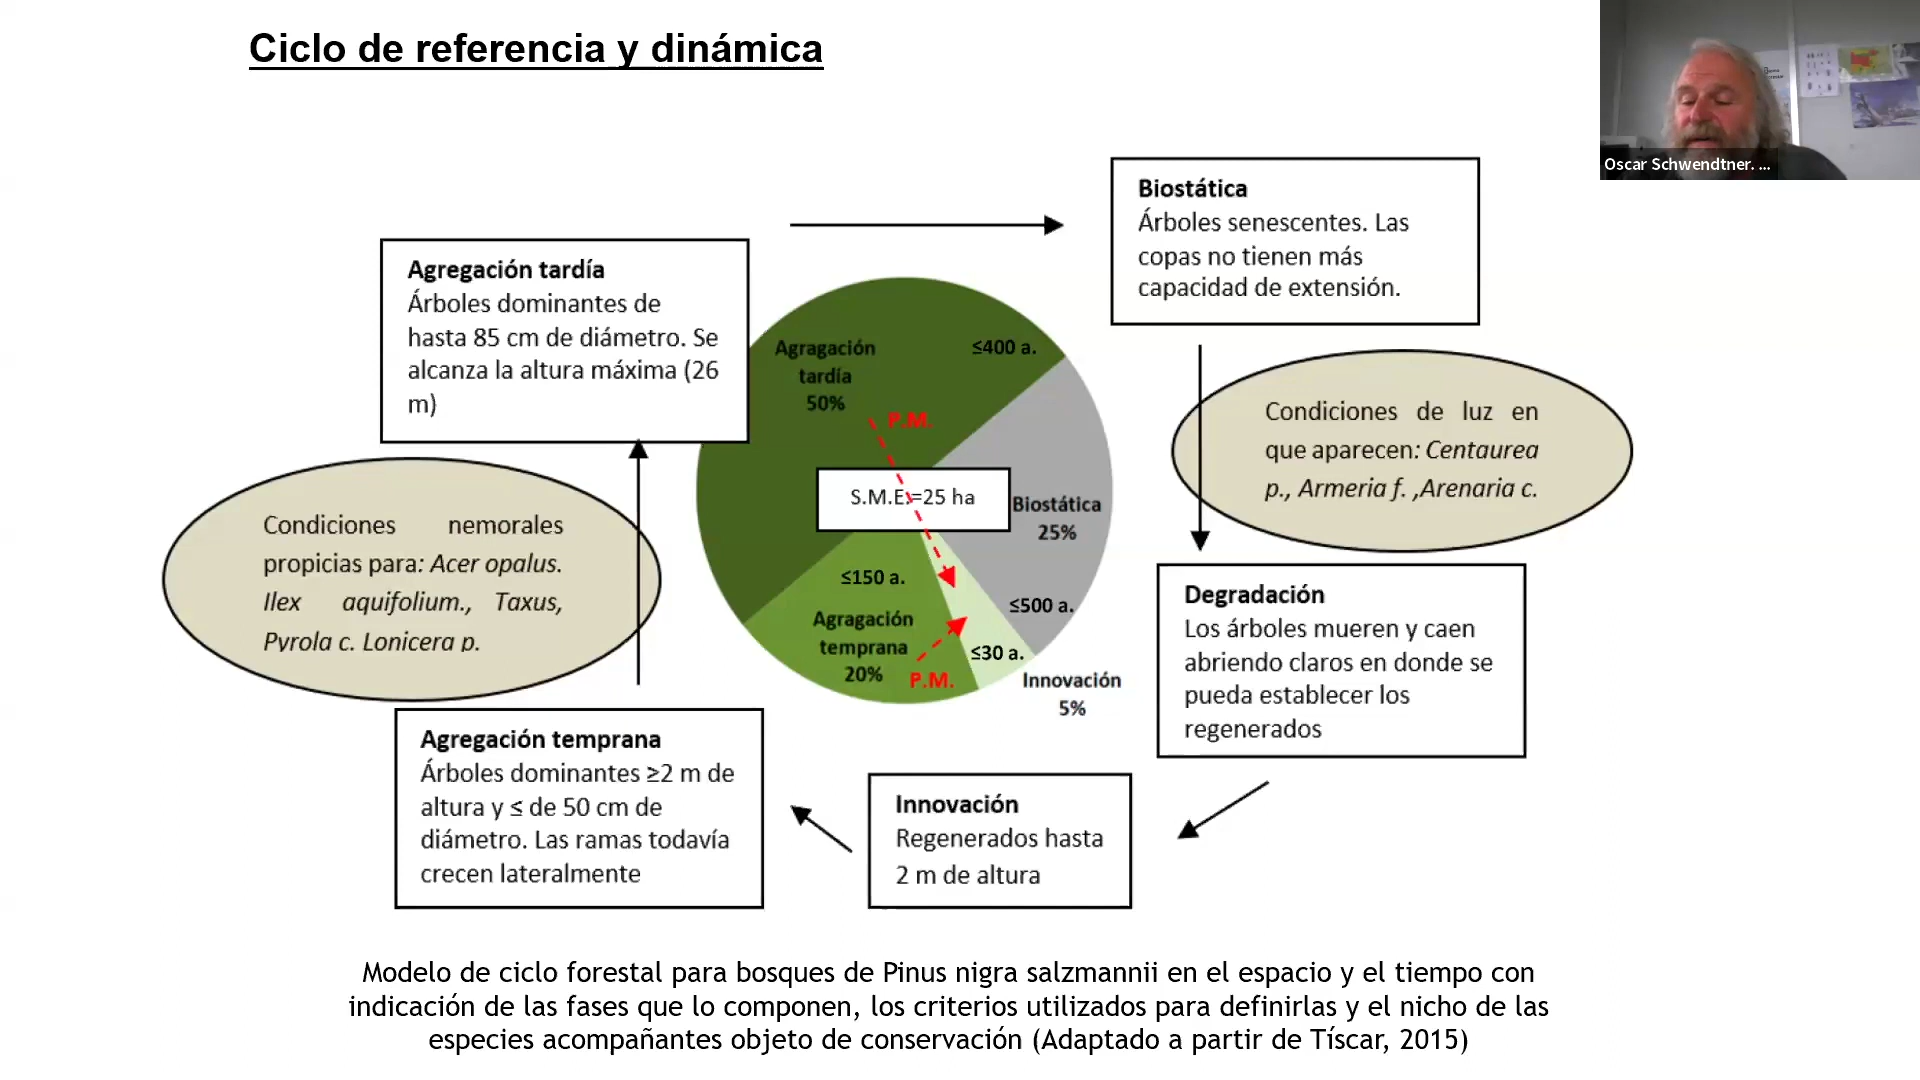 Ciclo de referencia y dinámica
Oscar Schwendtner. ...
Biostática
Árboles senescentes. Las
copas no tienen más
capacidad de extensión.
Agregación tardía
Árboles dominantes de
hasta 85 cm de diámetro. Se
alcanza la altura máxima (26
m)
Agragación
tardía
50%
≤400 a.
P.M.
S.M.E.=25 ha
Biostática
25%
≤500 a.
≤150 a.
Agragación
temprana
20%
P.M.
≤30 a.
Innovación
5%
Condiciones de luz en
que aparecen: Centaurea
p., Armeria f. ,Arenaria c.
Condiciones nemorales
propicias para: Acer opalus.
Ilex aquifolium., Taxus,
Pyrola c. Lonicera p.
Degradación
Los árboles mueren y caen
abriendo claros en donde se
pueda establecer los
regenerados
Agregación temprana
Árboles dominantes ≥2 m de
altura y ≤ de 50 cm de
diámetro. Las ramas todavía
crecen lateralmente
Innovación
Regenerados hasta
2 m de altura
Modelo de ciclo forestal para bosques de Pinus nigra salzmannii en el espacio y el tiempo con
indicación de las fases que lo componen, los criterios utilizados para definirlas y el nicho de las
especies acompañantes objeto de conservación (Adaptado a partir de Tíscar, 2015)